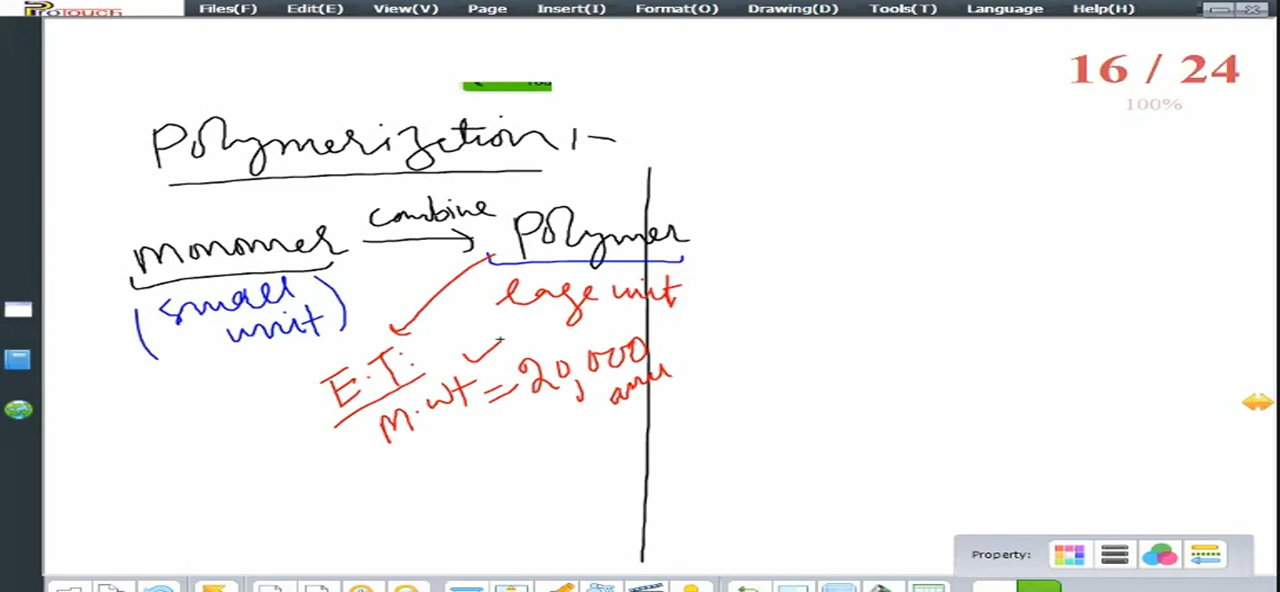 Files(F) Edit(E) View(V) Page Insert(I) Format(O) Drawing(D) Tools(T) Language Help(H)
16 / 24
100%
Polymerization :-
combine
monomer → Polymer
(small unit)
large unit
E.T:
M.wt = 20,000 amu
Property: